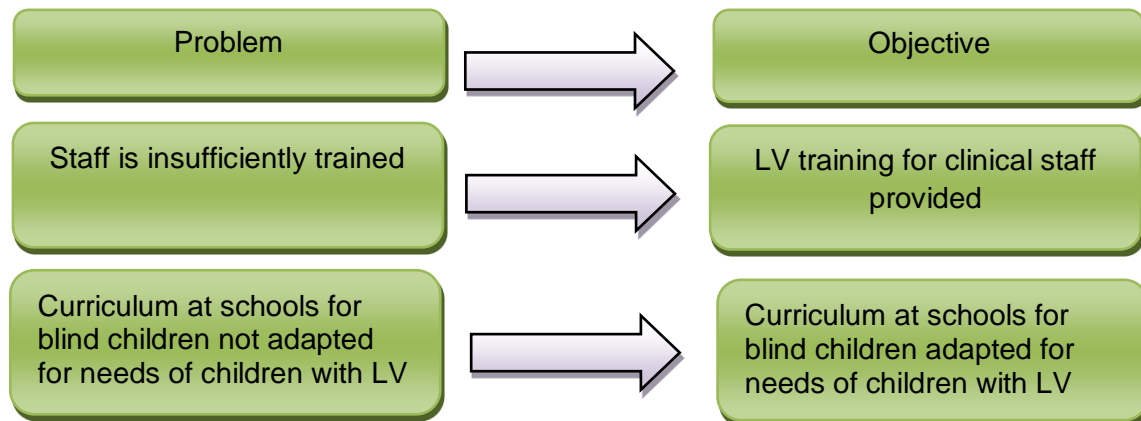 Problem
Objective
Staff is insufficiently trained
LV training for clinical staff
provided
Curriculum at schools for
blind children not adapted
for needs of children with LV
Curriculum at schools for
blind children adapted for
needs of children with LV